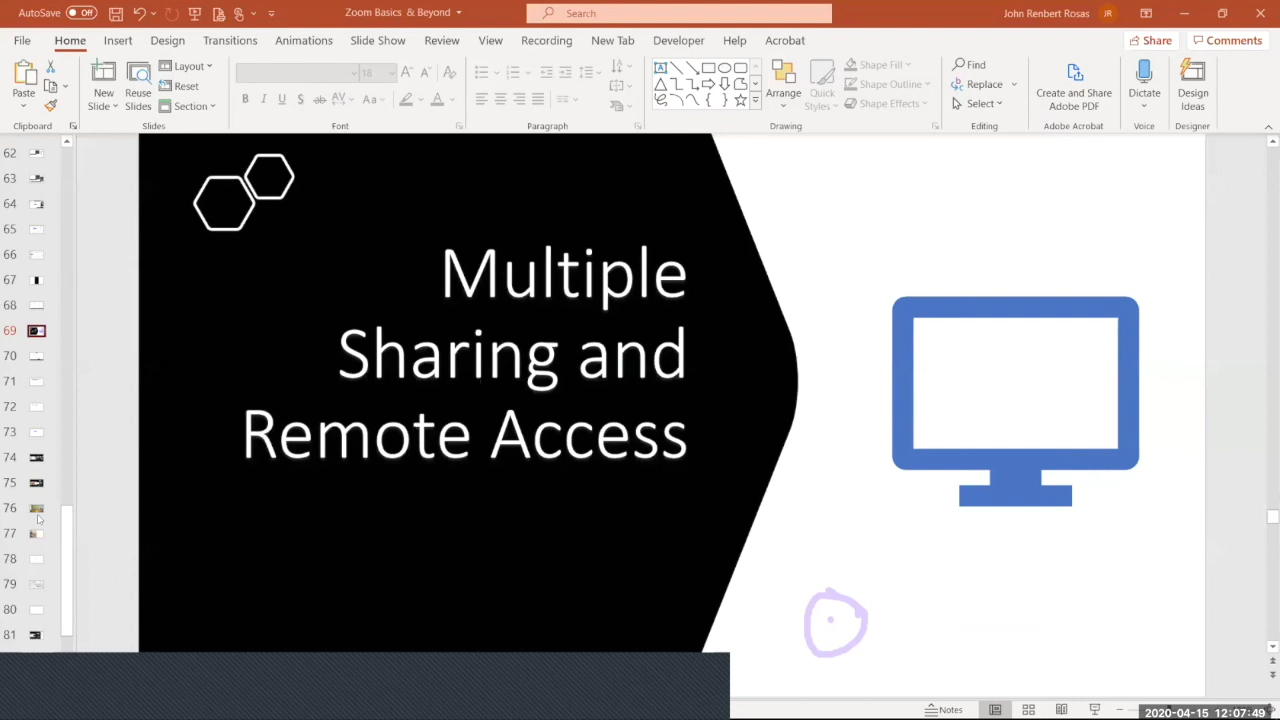 AutoSave Off Zoom Basics & Beyond Search John Renbert Rosas JR
File Home Insert Design Transitions Animations Slide Show Review View Recording New Tab Developer Help Acrobat Share Comments
Paste New Slide Reuse Slides Layout Reset Section
18 Aa A A
B I U S ab AV Aa A
Arrange Quick Styles Shape Fill Shape Outline Shape Effects
Find Replace Select
Create and Share Adobe PDF Dictate Design Ideas
Clipboard Slides Font Paragraph Drawing Editing Adobe Acrobat Voice Designer
62
63
64
65
66
67
68
69
70
71
72
73
74
75
76
77
78
79
80
81
Multiple
Sharing and
Remote Access
Notes
2020-04-15 12:07:49